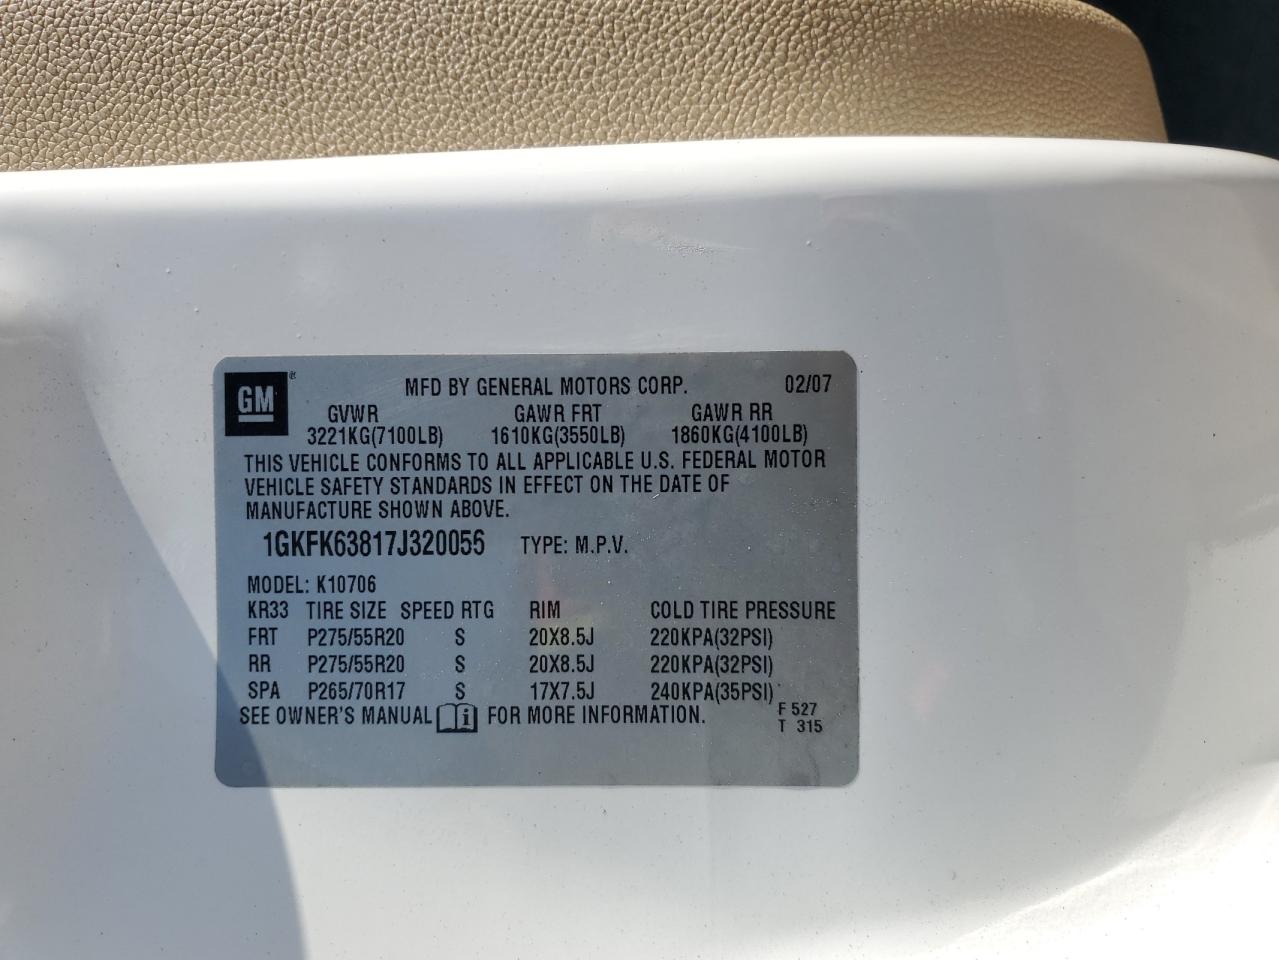 GM ® MFD BY GENERAL MOTORS CORP. 02/07
GVWR GAWR FRT GAWR RR
3221KG(7100LB) 1610KG(3550LB) 1860KG(4100LB)
THIS VEHICLE CONFORMS TO ALL APPLICABLE U.S. FEDERAL MOTOR
VEHICLE SAFETY STANDARDS IN EFFECT ON THE DATE OF
MANUFACTURE SHOWN ABOVE.
1GKFK63817J320056 TYPE: M.P.V.
MODEL: K10706
KR33 TIRE SIZE SPEED RTG RIM COLD TIRE PRESSURE
FRT P275/55R20 S 20X8.5J 220KPA(32PSI)
RR P275/55R20 S 20X8.5J 220KPA(32PSI)
SPA P265/70R17 S 17X7.5J 240KPA(35PSI)
SEE OWNER'S MANUAL i FOR MORE INFORMATION. F 527
T 315